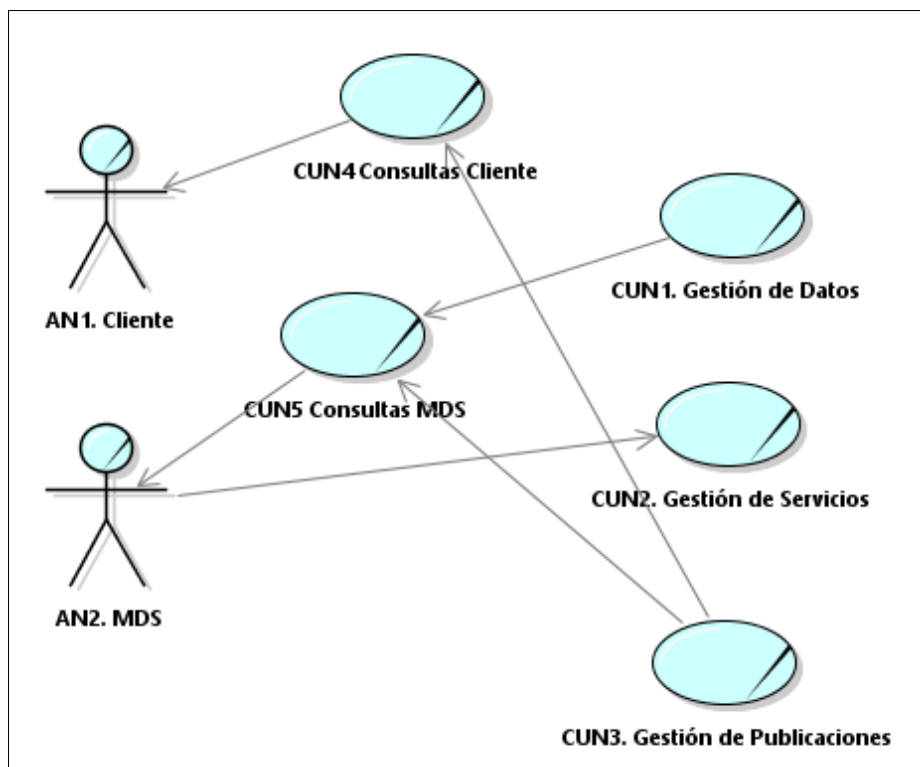 CUN4 Consultas Cliente
CUN1. Gestión de Datos
AN1. Cliente
CUN5 Consultas MDS
CUN2. Gestión de Servicios
AN2. MDS
CUN3. Gestión de Publicaciones